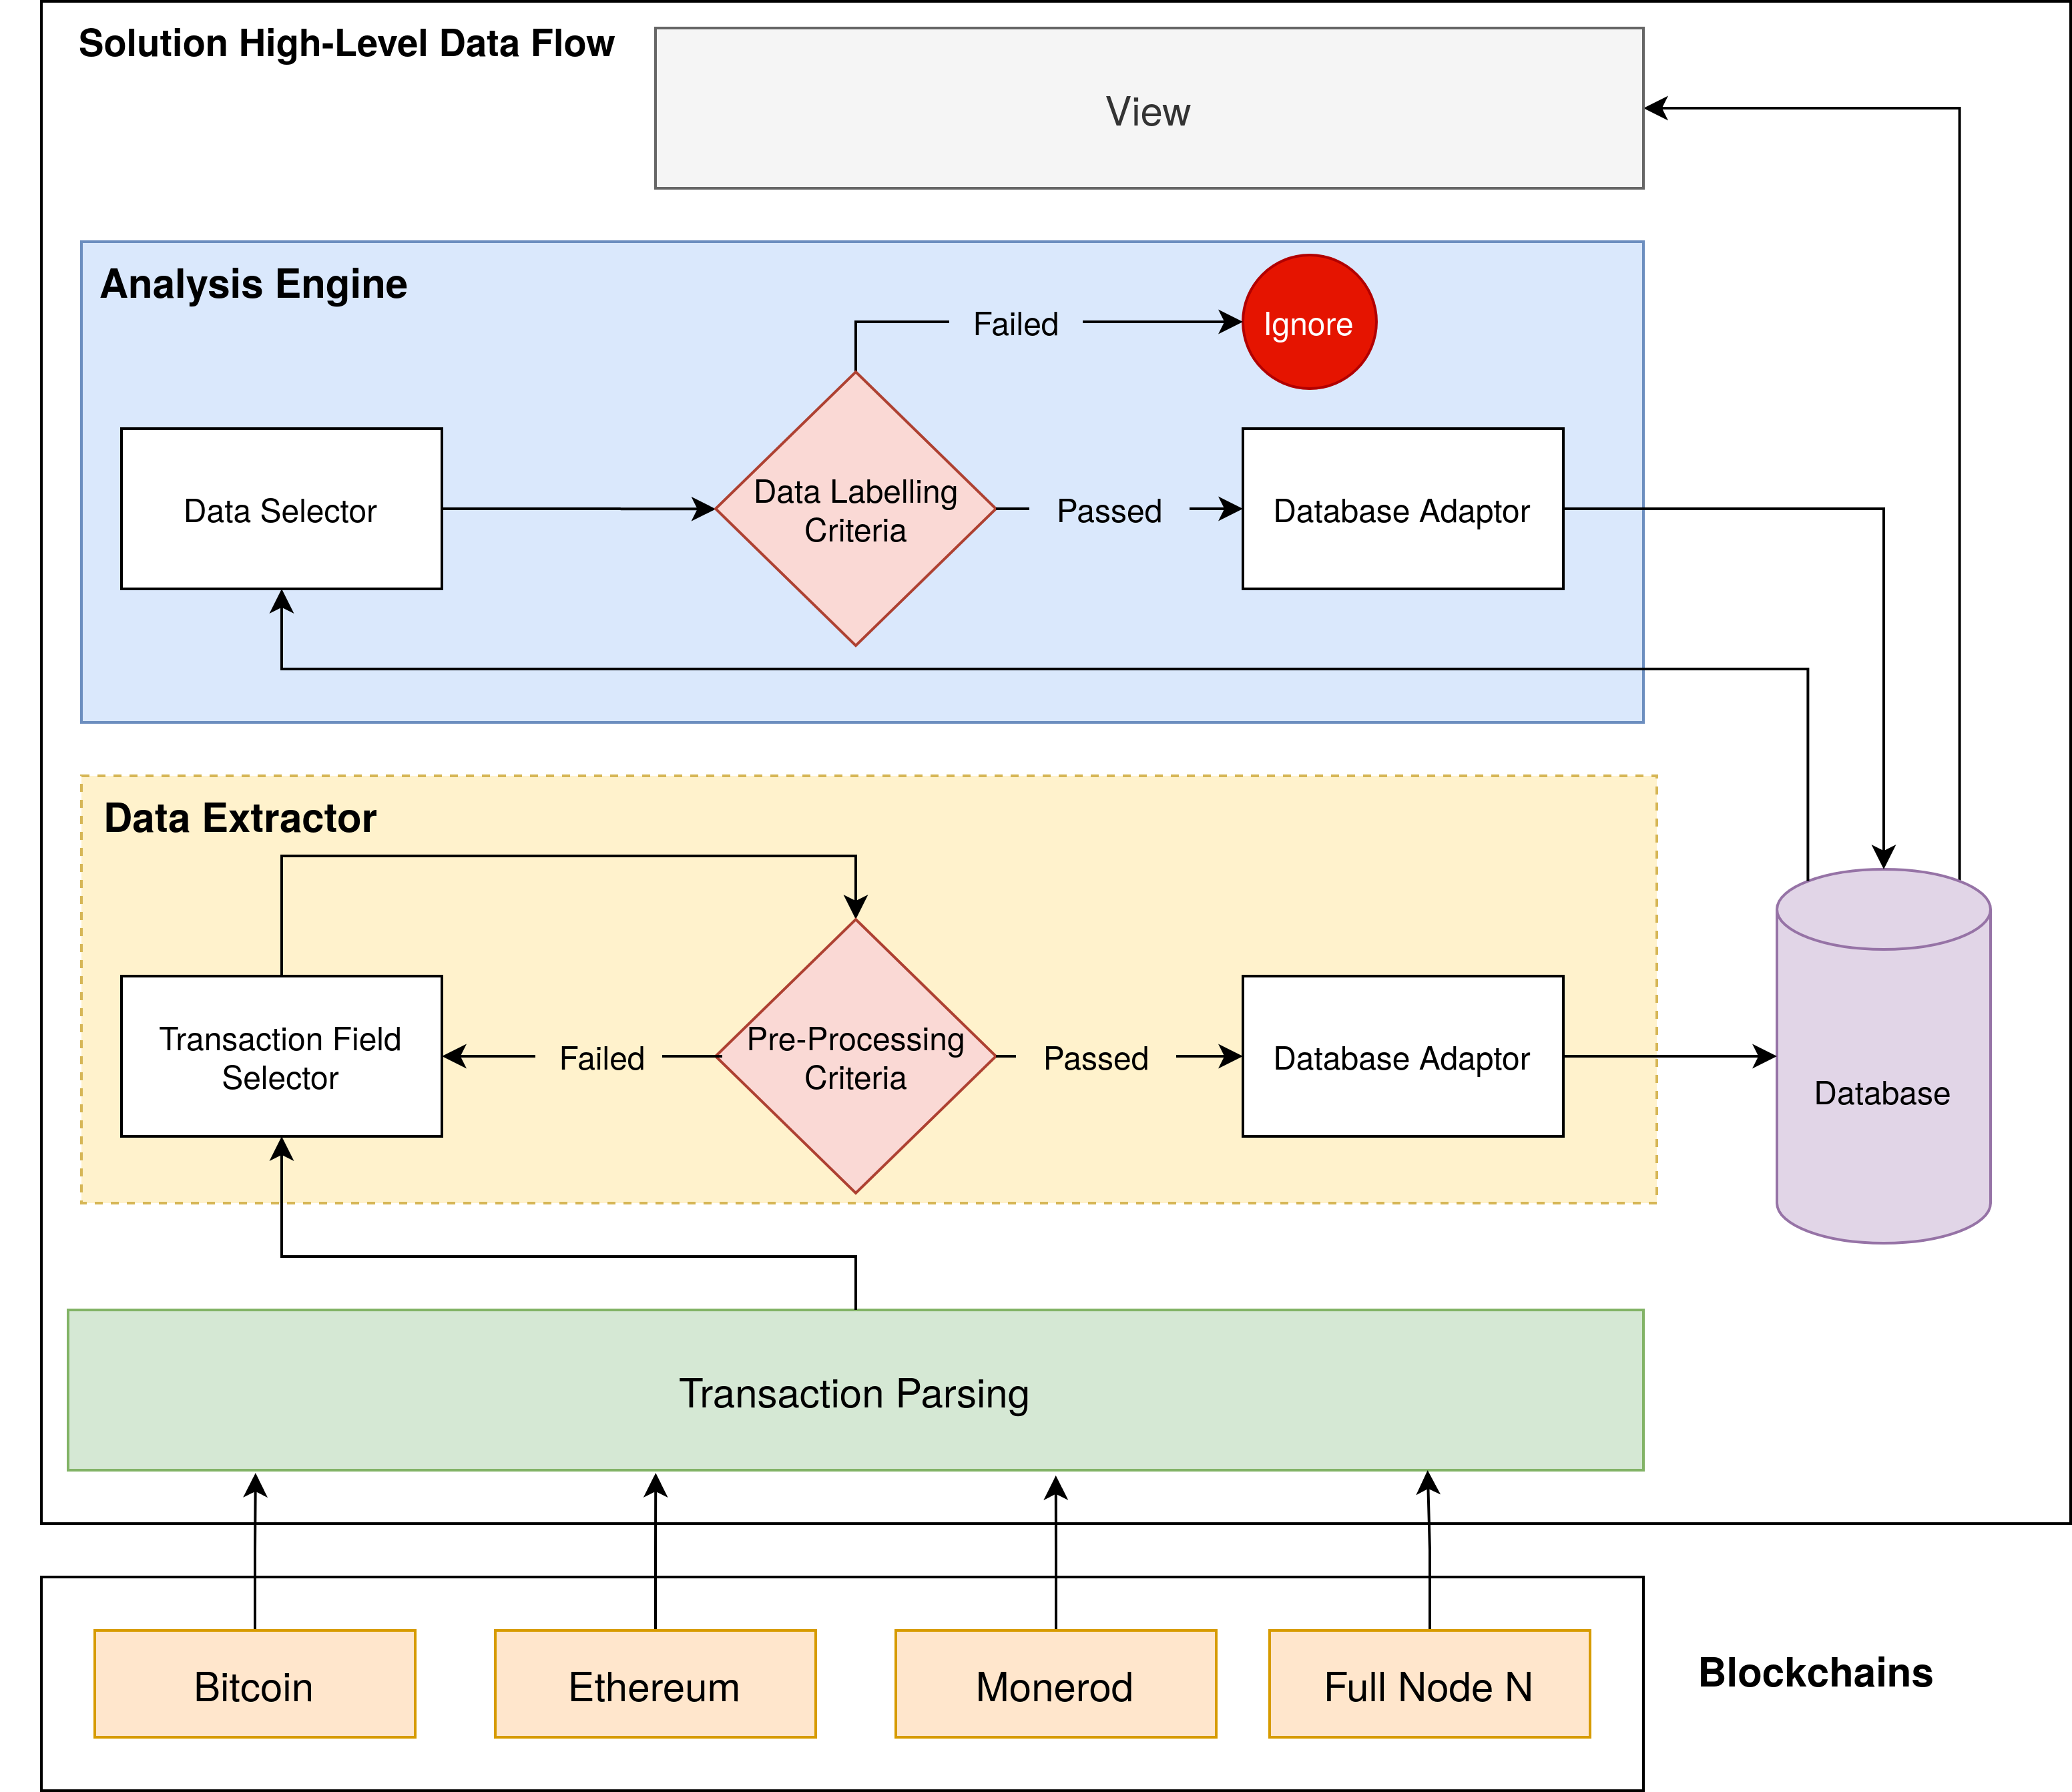 Solution High-Level Data Flow
View
Analysis Engine
Failed
Ignore
Data Selector
Data Labelling
Criteria
Passed
Database Adaptor
Data Extractor
Transaction Field
Selector
Failed
Pre-Processing
Criteria
Passed
Database Adaptor
Database
Transaction Parsing
Bitcoin
Ethereum
Monerod
Full Node N
Blockchains